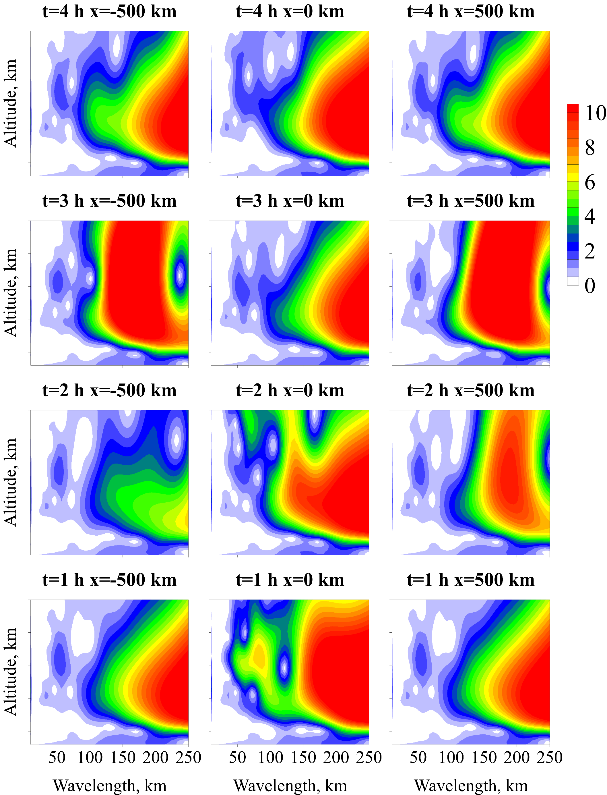 t=4 h x=-500 km t=4 h x=0 km t=4 h x=500 km
Altitude, km
10
8
6
4
2
0
t=3 h x=-500 km t=3 h x=0 km t=3 h x=500 km
Altitude, km
t=2 h x=-500 km t=2 h x=0 km t=2 h x=500 km
Altitude, km
t=1 h x=-500 km t=1 h x=0 km t=1 h x=500 km
Altitude, km
50 100 150 200 250 50 100 150 200 250 50 100 150 200 250
Wavelength, km Wavelength, km Wavelength, km